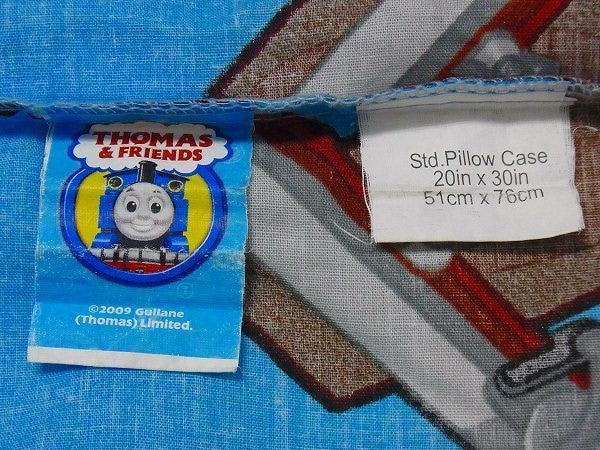 THOMAS
& FRIENDS
©2009 Gullane
(Thomas) Limited.
Std.Pillow Case
20in x 30in
51cm x 76cm